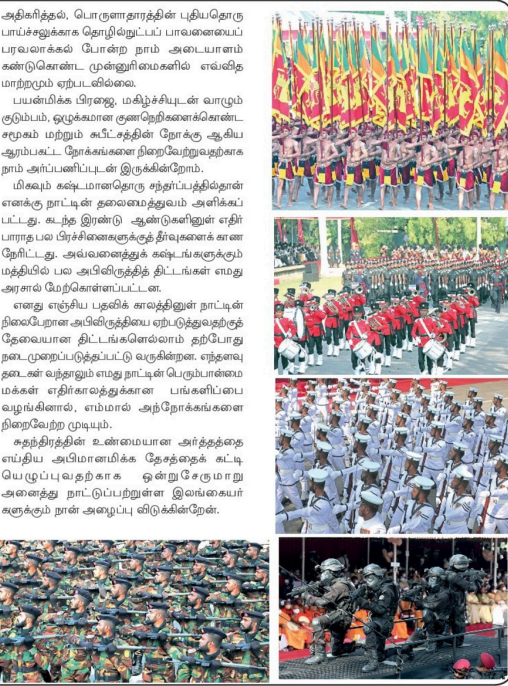 அதிகரித்தல், பொருளாதாரத்தின் புதியதொரு
பாய்ச்சலுக்காக தொழில்நுட்பப் பாவனையைப்
பரவலாக்கல் போன்ற நாம் அடையாளம்
கண்டுகொண்ட முன்னுரிமைகளில் எவ்வித
மாற்றமும் ஏற்படவில்லை.
பயன்மிக்க பிரஜை, மகிழ்ச்சியுடன் வாழும்
குடும்பம், ஒழுக்கமான குணநெறிகளைக்கொண்ட
சமூகம் மற்றும் சுபீட்சத்தின் நோக்கு ஆகிய
ஆரம்பகட்ட நோக்கங்களை நிறைவேற்றுவதற்காக
நாம் அர்ப்பணிப்புடன் இருக்கின்றோம்.
மிகவும் கஷ்டமானதொரு சந்தர்ப்பத்தில்தான்
எனக்கு நாட்டின் தலைமைத்துவம் அளிக்கப்
பட்டது. கடந்த இரண்டு ஆண்டுகளினுள் எதிர்
பாராத பல பிரச்சினைகளுக்குத் தீர்வுகளைக் காண
நேரிட்டது. அவ்வனைத்துக் கஷ்டங்களுக்கும்
மத்தியில் பல அபிவிருத்தித் திட்டங்கள் எமது
அரசால் மேற்கொள்ளப்பட்டன.
எனது எஞ்சிய பதவிக் காலத்தினுள் நாட்டின்
நிலைபேறான அபிவிருத்தியை ஏற்படுத்துவதற்குத்
தேவையான திட்டங்களெல்லாம் தற்போது
நடைமுறைப்படுத்தப்பட்டு வருகின்றன. எந்தளவு
தடைகள் வந்தாலும் எமது நாட்டின் பெரும்பான்மை
மக்கள் எதிர்காலத்துக்கான பங்களிப்பை
வழங்கினால், எம்மால் அந்நோக்கங்களை
நிறைவேற்ற முடியும்.
சுதந்திரத்தின் உண்மையான அர்த்தத்தை
எய்திய அபிமானமிக்க தேசத்தைக் கட்டி
யெழுப்புவதற்காக ஒன்றுசேருமாறு
அனைத்து நாட்டுப்பற்றுள்ள இலங்கையர்
களுக்கும் நான் அழைப்பு விடுக்கின்றேன்.